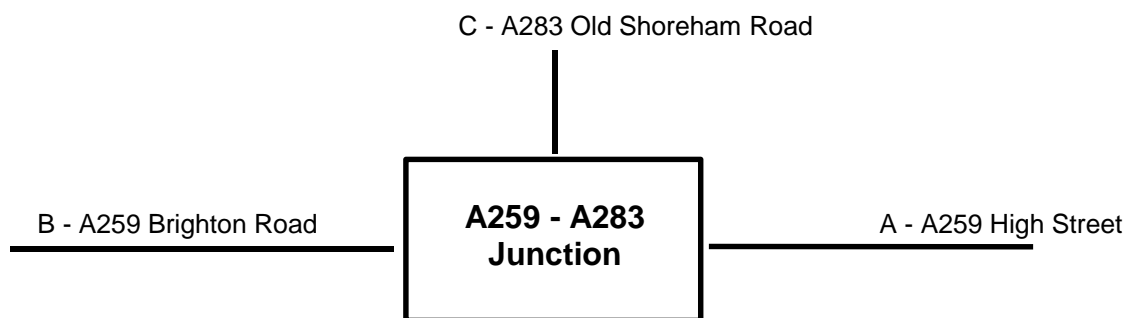 C - A283 Old Shoreham Road
B - A259 Brighton Road
A259 - A283
Junction
A - A259 High Street